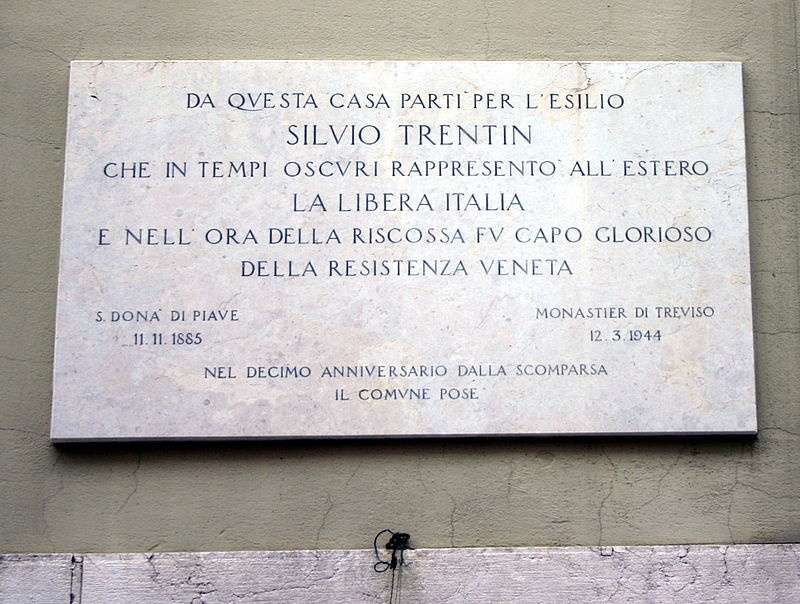 DA QVESTA CASA PARTI' PER L'ESILIO
SILVIO TRENTIN
CHE IN TEMPI OSCVRI RAPPRESENTO' ALL'ESTERO
LA LIBERA ITALIA
E NELL'ORA DELLA RISCOSSA FV CAPO GLORIOSO
DELLA RESISTENZA VENETA
S. DONA' DI PIAVE
11.11.1885
MONASTIER DI TREVISO
12.3.1944
NEL DECIMO ANNIVERSARIO DALLA SCOMPARSA
IL COMVNE POSE